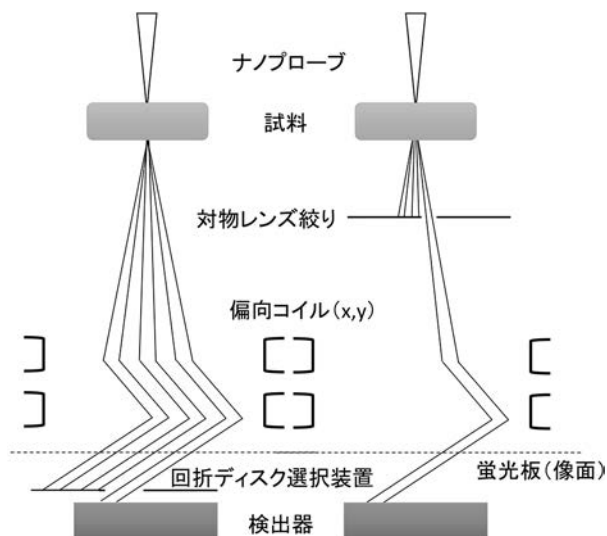 ナノプローブ
試料
対物レンズ絞り
偏向コイル(x,y)
蛍光板(像面)
回折ディスク選択装置
検出器